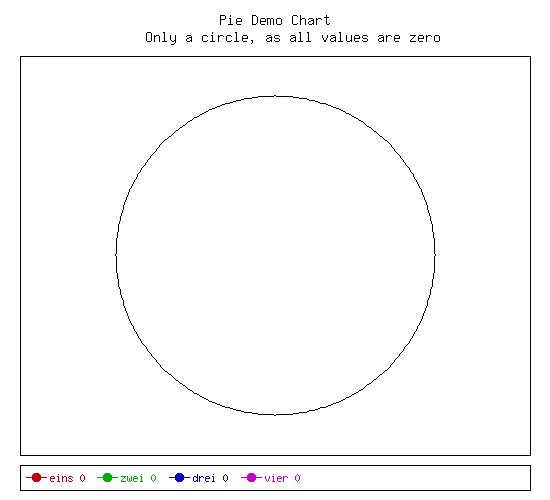 Pie Demo Chart
Only a circle, as all values are zero
eins 0 zwei 0 drei 0 vier 0